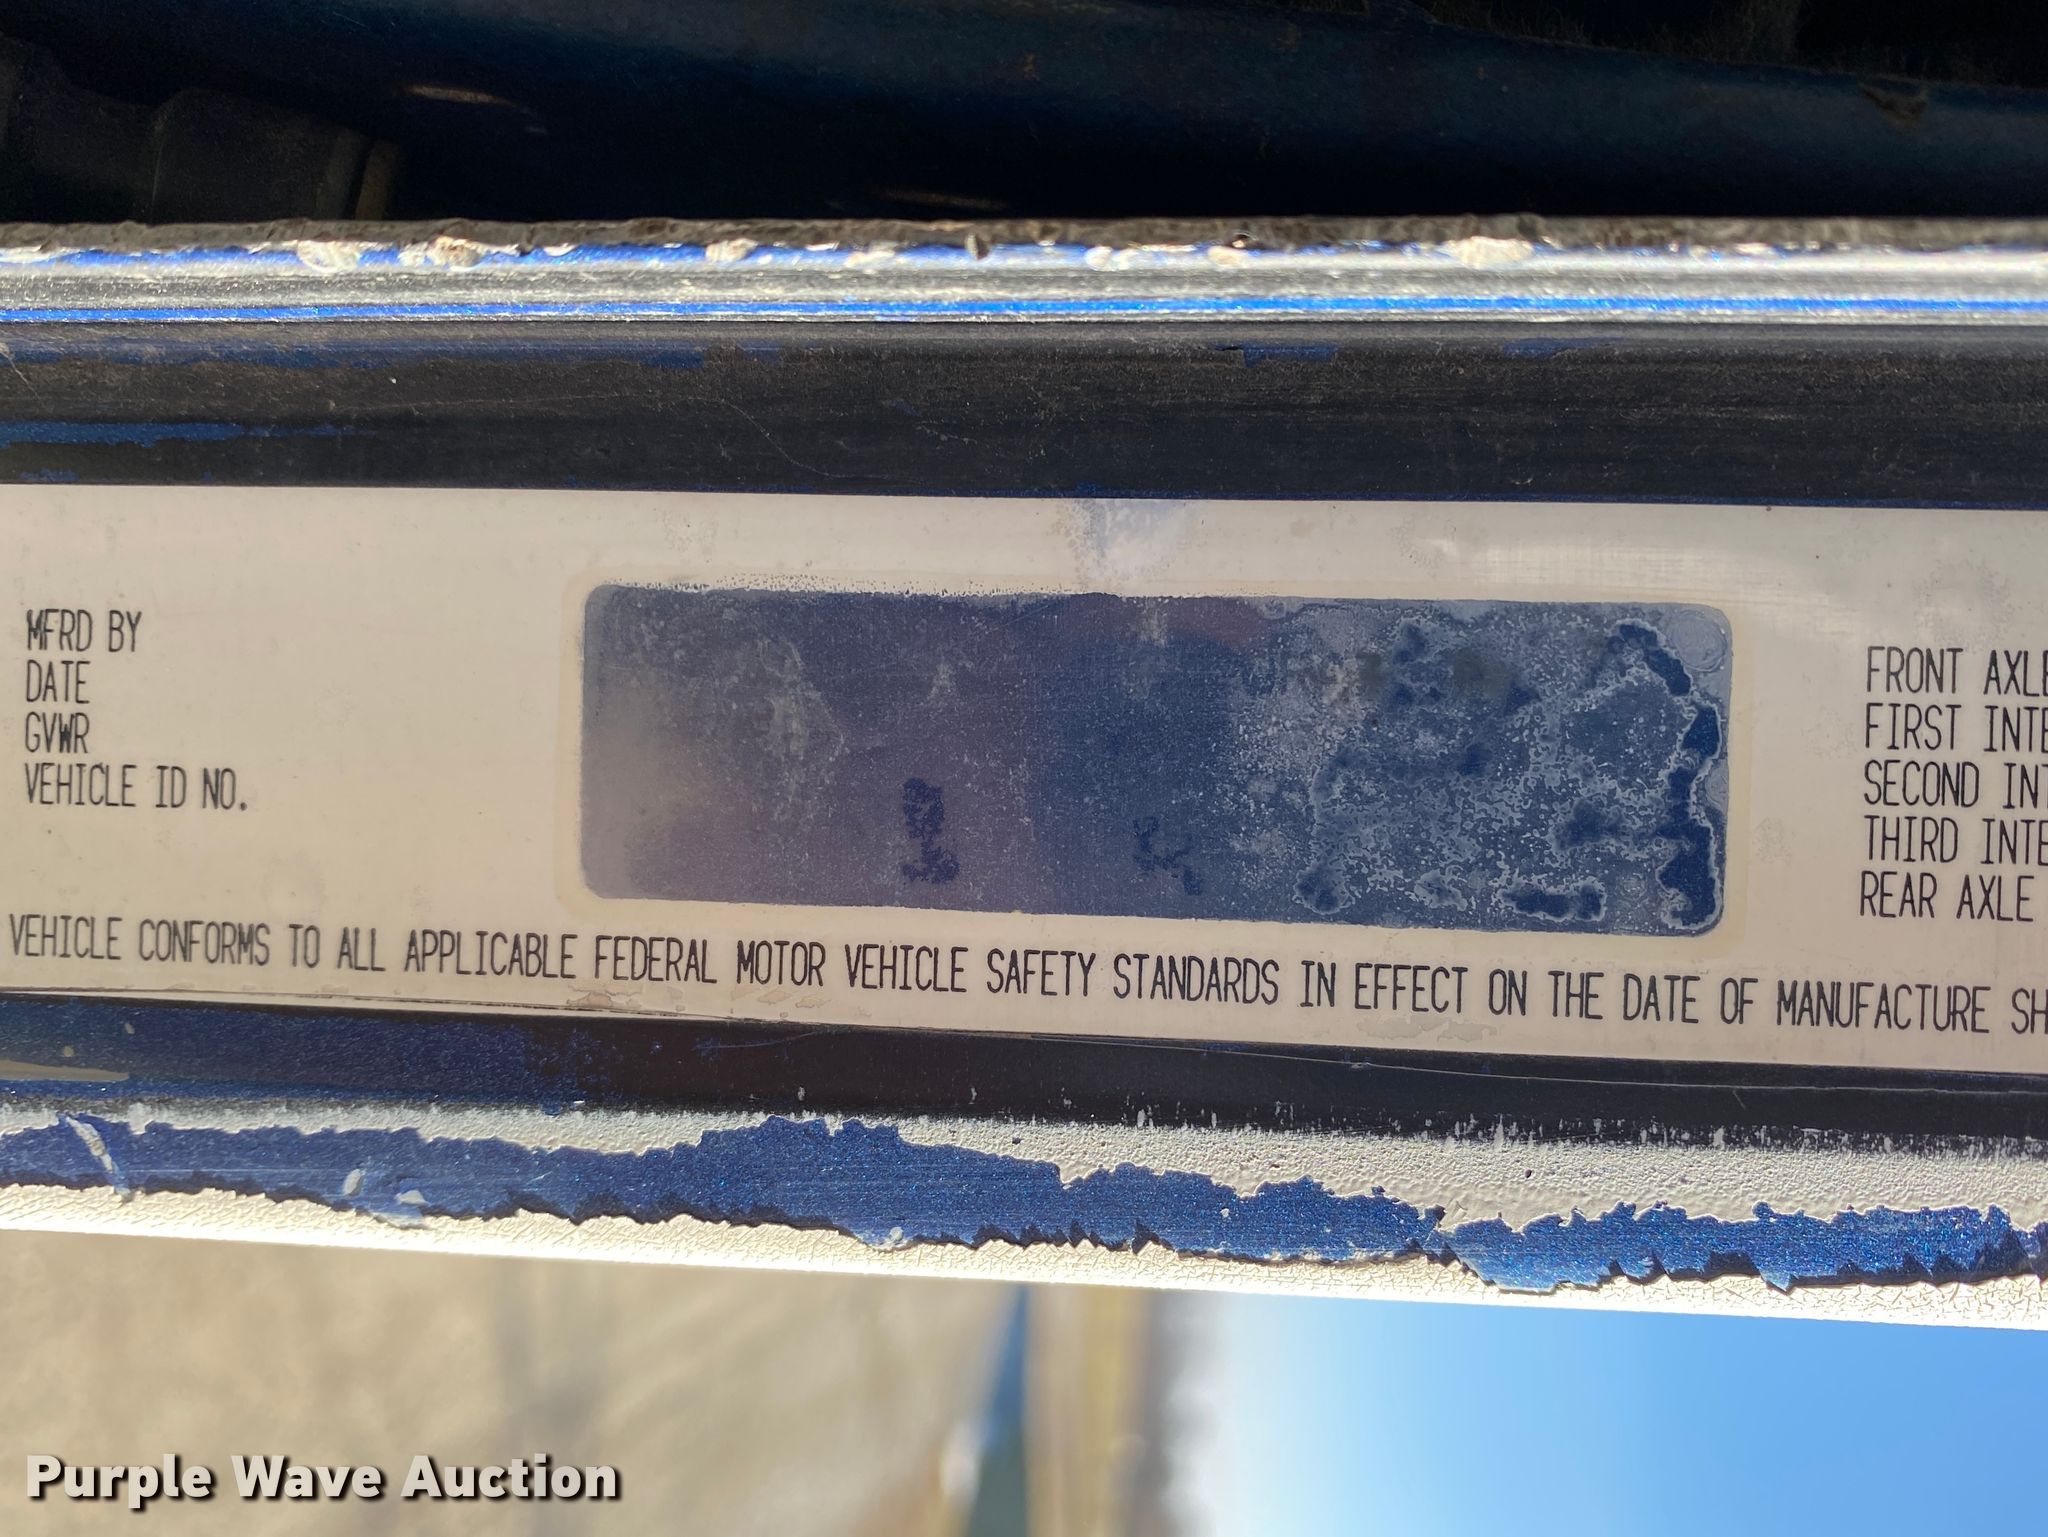 MFRD BY
DATE
GVWR
VEHICLE ID NO.
FRONT AXLE
FIRST INTE
SECOND INT
THIRD INTE
REAR AXLE
VEHICLE CONFORMS TO ALL APPLICABLE FEDERAL MOTOR VEHICLE SAFETY STANDARDS IN EFFECT ON THE DATE OF MANUFACTURE SH
Purple Wave Auction